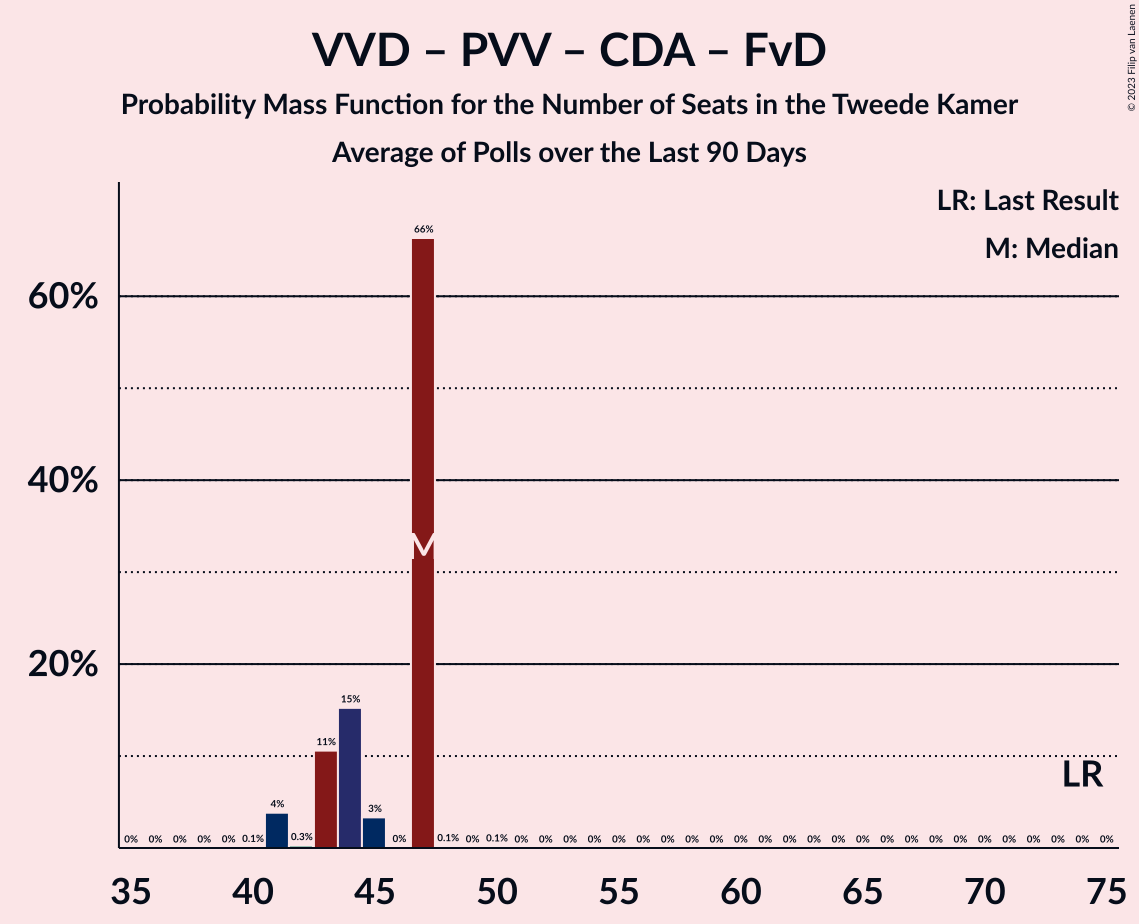 © 2023 Filip van Laenen
VVD – PVV – CDA – FvD
Probability Mass Function for the Number of Seats in the Tweede Kamer
Average of Polls over the Last 90 Days
LR: Last Result
M: Median
66%
60%
40%
M
20%
15%
11%
LR
4%
3%
0% 0% 0% 0% 0% 0.1% 0.3% 0% 0.1% 0% 0.1% 0% 0% 0% 0% 0% 0% 0% 0% 0% 0% 0% 0% 0% 0% 0% 0% 0% 0% 0% 0% 0% 0% 0% 0% 0%
35 40 45 50 55 60 65 70 75